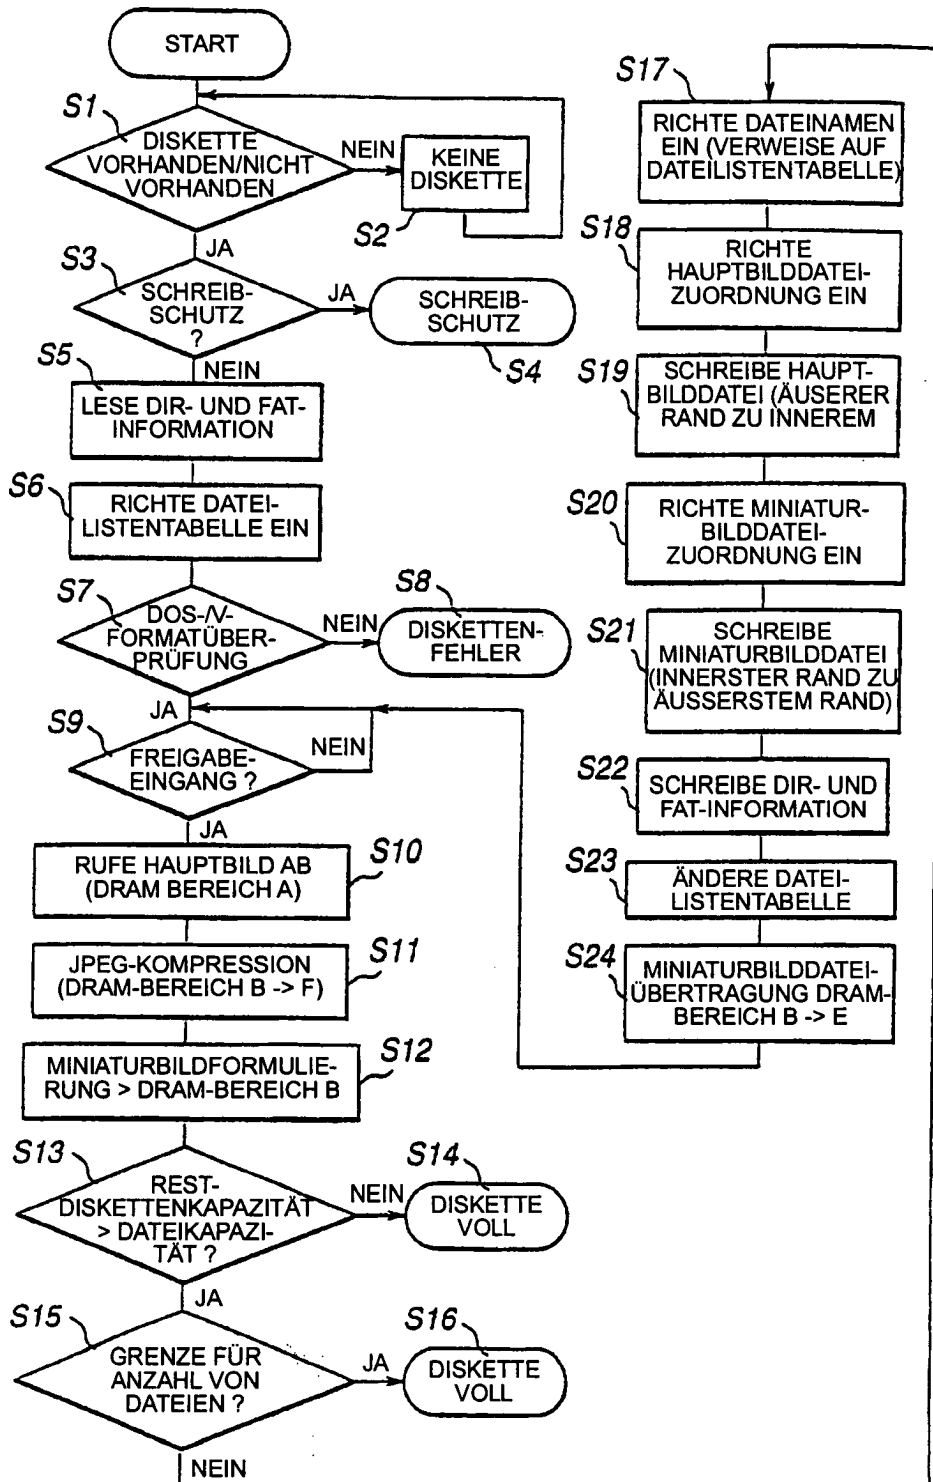 START
S1
DISKETTE
VORHANDEN/NICHT
VORHANDEN
NEIN
KEINE
DISKETTE
S2
JA
S3
SCHREIB-
SCHUTZ
?
JA
SCHREIB-
SCHUTZ
S4
NEIN
S5
LESE DIR- UND FAT-
INFORMATION
S6
RICHTE DATEI-
LISTENTABELLE EIN
S7
DOS-/V-
FORMATÜBER-
PRÜFUNG
NEIN
S8
DISKETTEN-
FEHLER
JA
S9
FREIGABE-
EINGANG ?
NEIN
JA
RUFE HAUPTBILD AB
(DRAM BEREICH A)
S10
JPEG-KOMPRESSION
(DRAM-BEREICH B -> F)
S11
MINIATURBILDFORMULIE-
RUNG > DRAM-BEREICH B
S12
S13
REST-
DISKETTENKAPAZITÄT
> DATEIKAPAZI-
TÄT ?
NEIN
S14
DISKETTE
VOLL
JA
S15
GRENZE FÜR
ANZAHL VON
DATEIEN ?
JA
S16
DISKETTE
VOLL
NEIN
S17
RICHTE DATEINAMEN
EIN (VERWEISE AUF
DATEILISTENTABELLE)
S18
RICHTE
HAUPTBILDDATEI-
ZUORDNUNG EIN
S19
SCHREIBE HAUPT-
BILDDATEI (ÄUSERER
RAND ZU INNEREM
S20
RICHTE MINIATUR-
BILDDATEI-
ZUORDNUNG EIN
S21
SCHREIBE
MINIATURBILDDATEI
(INNERSTER RAND ZU
ÄUSSERSTEM RAND)
S22
SCHREIBE DIR- UND
FAT-INFORMATION
S23
ÄNDERE DATEI-
LISTENTABELLE
S24
MINIATURBILDDATEI-
ÜBERTRAGUNG DRAM-
BEREICH B -> E